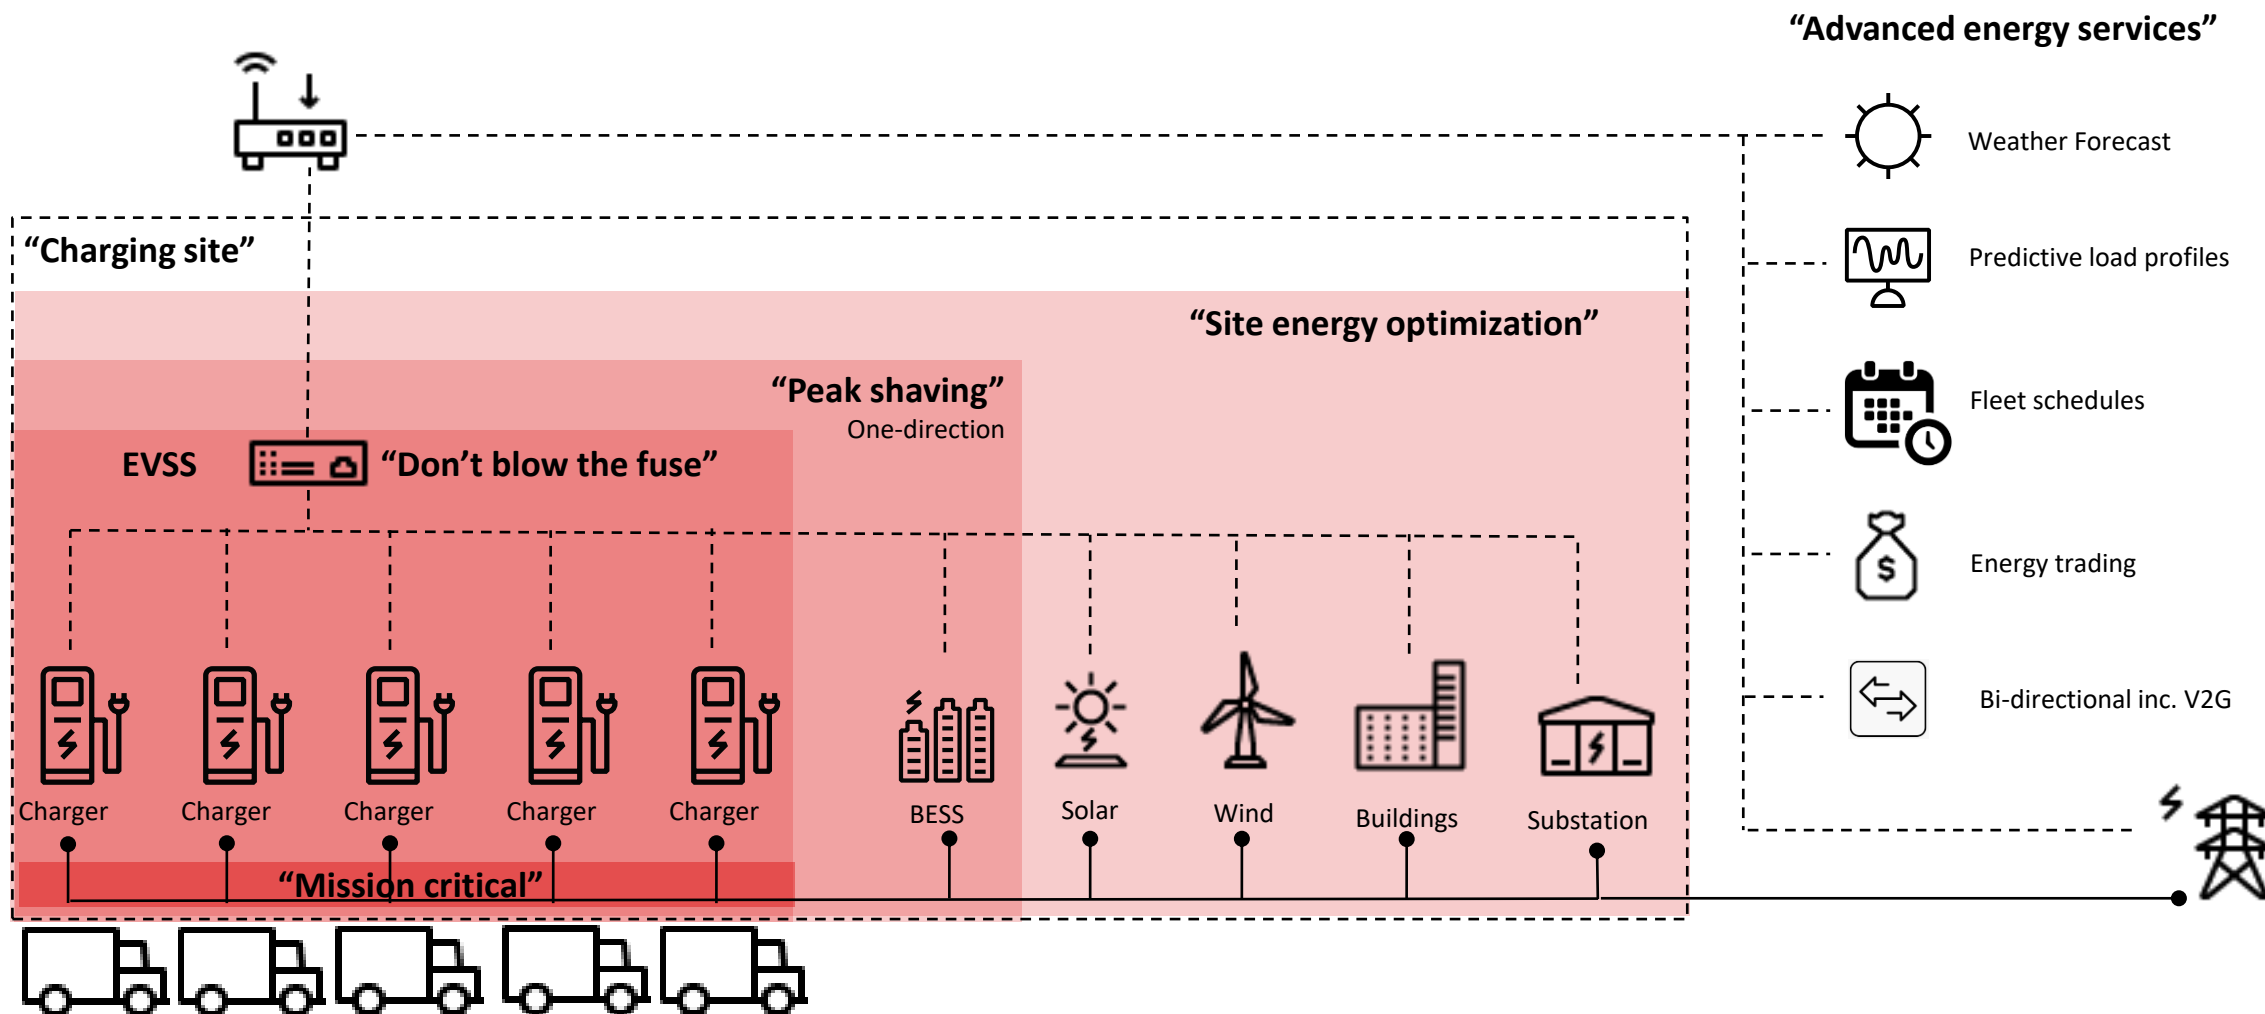 “Advanced energy services”
Weather Forecast
“Charging site”
Predictive load profiles
“Site energy optimization”
“Peak shaving”
One-direction
Fleet schedules
EVSS
“Don’t blow the fuse”
$
Energy trading
Bi-directional inc. V2G
Charger
Charger
Charger
Charger
Charger
BESS
Solar
Wind
Buildings
Substation
“Mission critical”